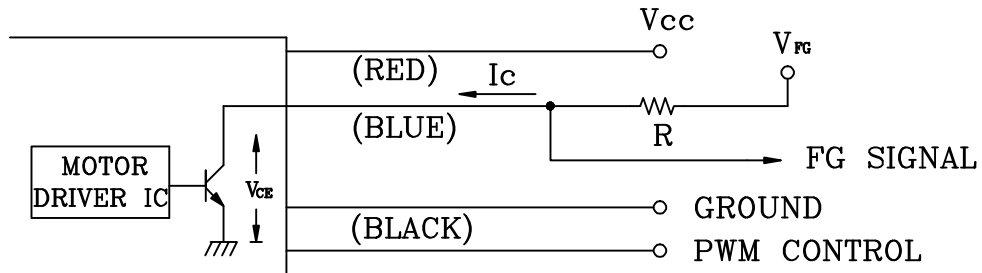 Vcc
VFG
(RED)
Ic
(BLUE)
R
MOTOR
DRIVER IC
VCE
FG SIGNAL
GROUND
(BLACK)
PWM CONTROL